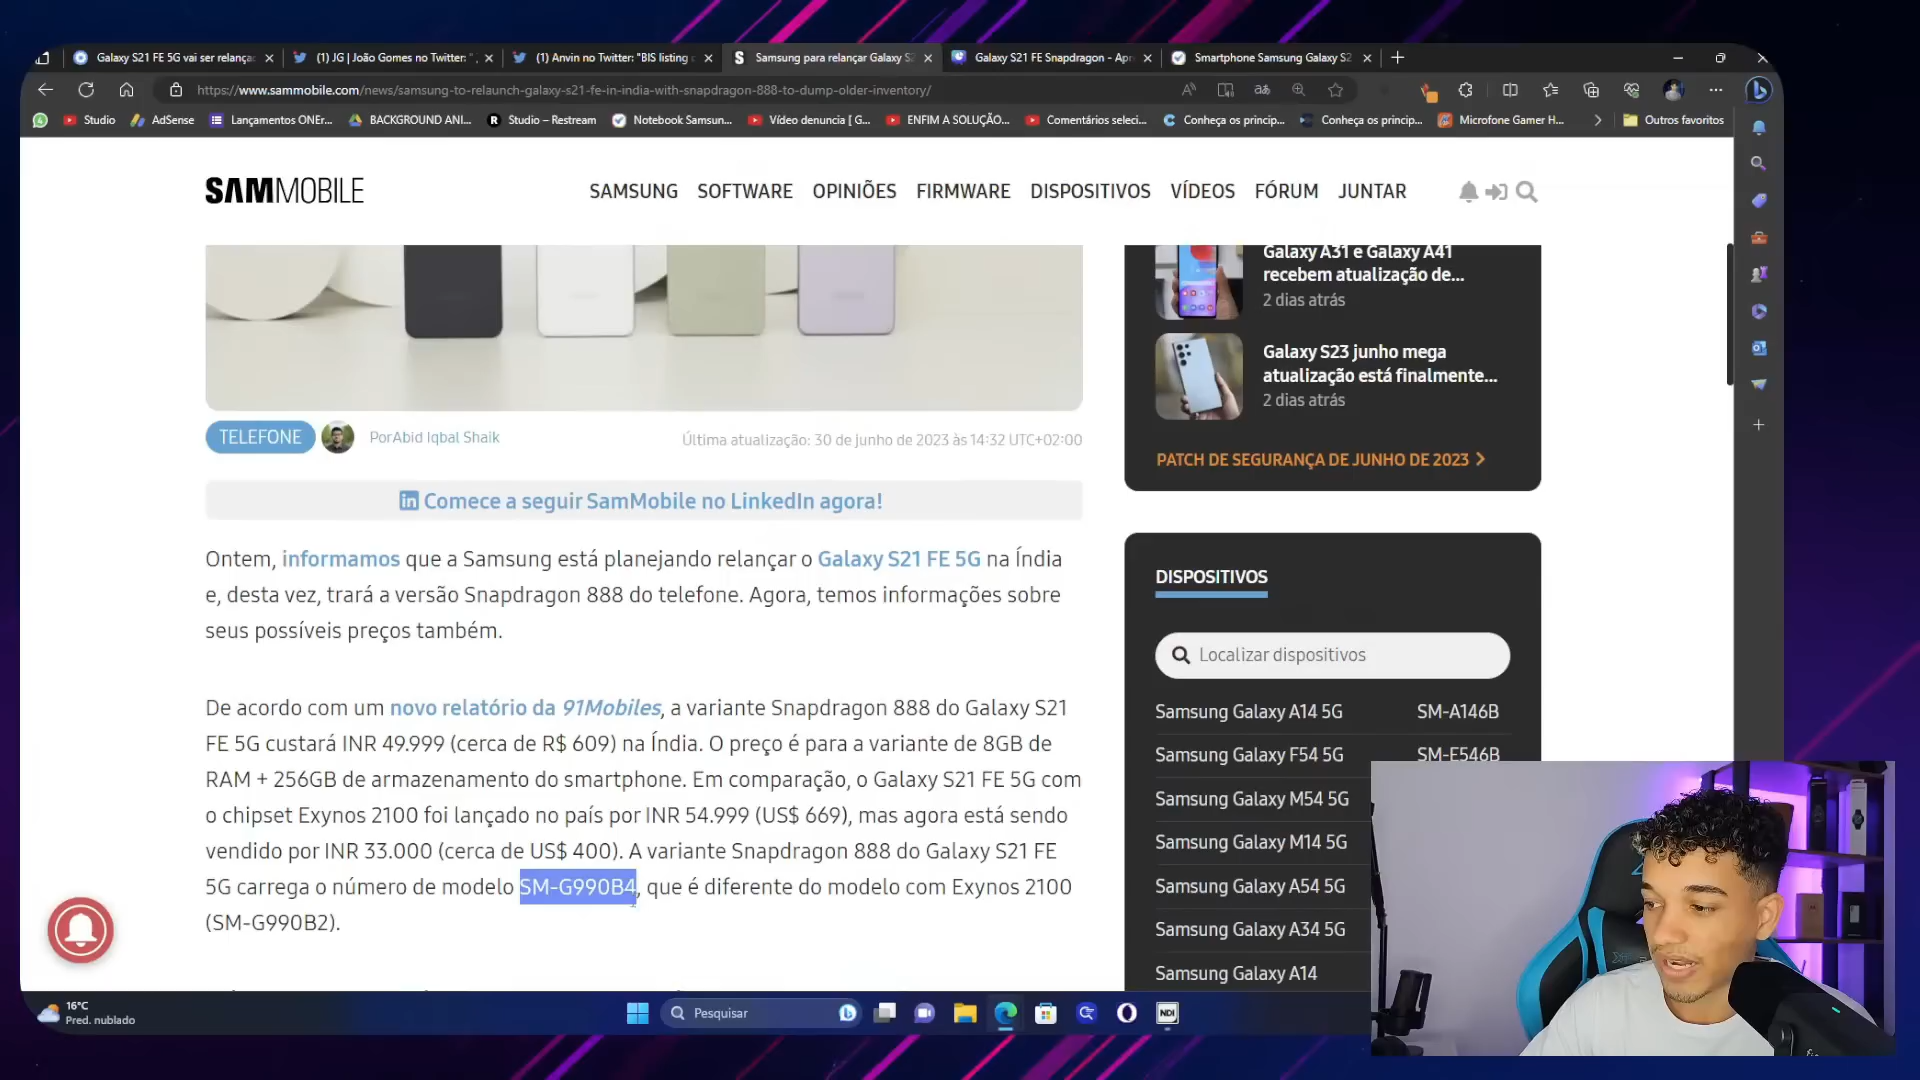 Galaxy S21 FE 5G vai ser relança
(1) JG | João Gomes no Twitter: "
(1) Anvin no Twitter: "BIS listing
Samsung para relançar Galaxy S2
Galaxy S21 FE Snapdragon - Apr
Smartphone Samsung Galaxy S2
https://www.sammobile.com/news/samsung-to-relaunch-galaxy-s21-fe-in-india-with-snapdragon-888-to-dump-older-inventory/
Studio
AdSense
Lançamentos ONEr...
BACKGROUND ANI...
Studio – Restream
Notebook Samsun...
Vídeo denuncia [ G...
ENFIM A SOLUÇÃO...
Comentários seleci...
Conheça os princip...
Conheça os princip...
Microfone Gamer H...
Outros favoritos
SAMMOBILE
SAMSUNG SOFTWARE OPINIÕES FIRMWARE DISPOSITIVOS VÍDEOS FÓRUM JUNTAR
Galaxy A31 e Galaxy A41
recebem atualização de...
2 dias atrás
Galaxy S23 junho mega
atualização está finalmente...
2 dias atrás
PATCH DE SEGURANÇA DE JUNHO DE 2023
TELEFONE
PorAbid Iqbal Shaik
Última atualização: 30 de junho de 2023 às 14:32 UTC+02:00
in Comece a seguir SamMobile no LinkedIn agora!
Ontem, informamos que a Samsung está planejando relançar o Galaxy S21 FE 5G na Índia
e, desta vez, trará a versão Snapdragon 888 do telefone. Agora, temos informações sobre
seus possíveis preços também.
De acordo com um novo relatório da 91Mobiles, a variante Snapdragon 888 do Galaxy S21
FE 5G custará INR 49.999 (cerca de R$ 609) na Índia. O preço é para a variante de 8GB de
RAM + 256GB de armazenamento do smartphone. Em comparação, o Galaxy S21 FE 5G com
o chipset Exynos 2100 foi lançado no país por INR 54.999 (US$ 669), mas agora está sendo
vendido por INR 33.000 (cerca de US$ 400). A variante Snapdragon 888 do Galaxy S21 FE
5G carrega o número de modelo SM-G990B4, que é diferente do modelo com Exynos 2100
(SM-G990B2).
DISPOSITIVOS
Localizar dispositivos
Samsung Galaxy A14 5G SM-A146B
Samsung Galaxy F54 5G SM-E546B
Samsung Galaxy M54 5G
Samsung Galaxy M14 5G
Samsung Galaxy A54 5G
Samsung Galaxy A34 5G
Samsung Galaxy A14
16°C
Pred. nublado
Pesquisar
NDI